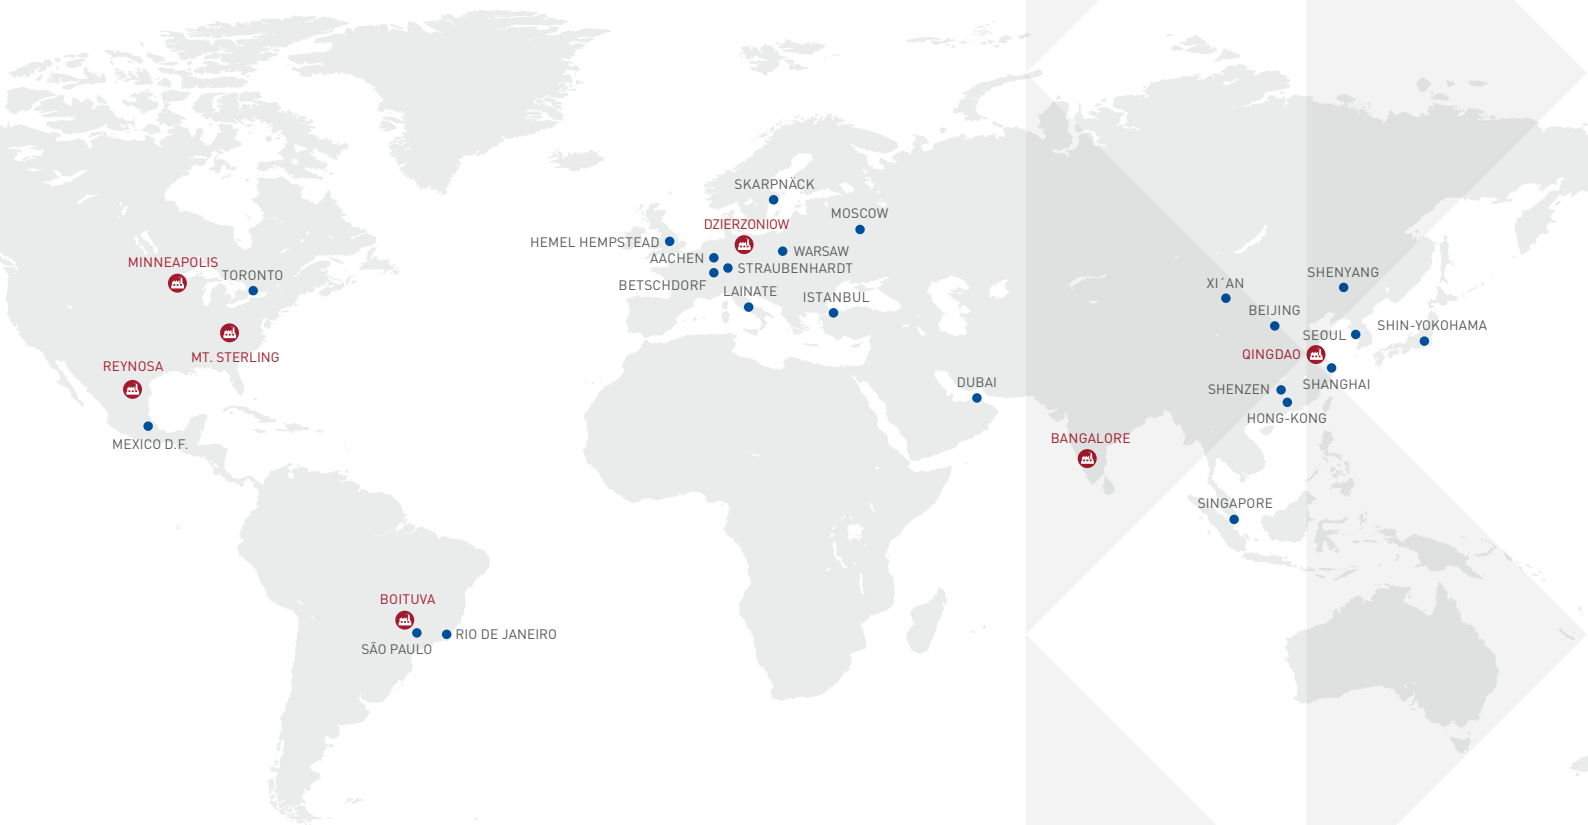 SKARPNÄCK
MOSCOW
DZIERZONIOW
HEMEL HEMPSTEAD
WARSAW
AACHEN
STRAUBENHARDT
BETSCHDORF
LAINATE
ISTANBUL
MINNEAPOLIS
TORONTO
MT. STERLING
REYNOSA
MEXICO D.F.
BOITUVA
SÃO PAULO
RIO DE JANEIRO
DUBAI
BANGALORE
XI´AN
SHENYANG
BEIJING
SEOUL
SHIN-YOKOHAMA
QINGDAO
SHANGHAI
SHENZEN
HONG-KONG
SINGAPORE